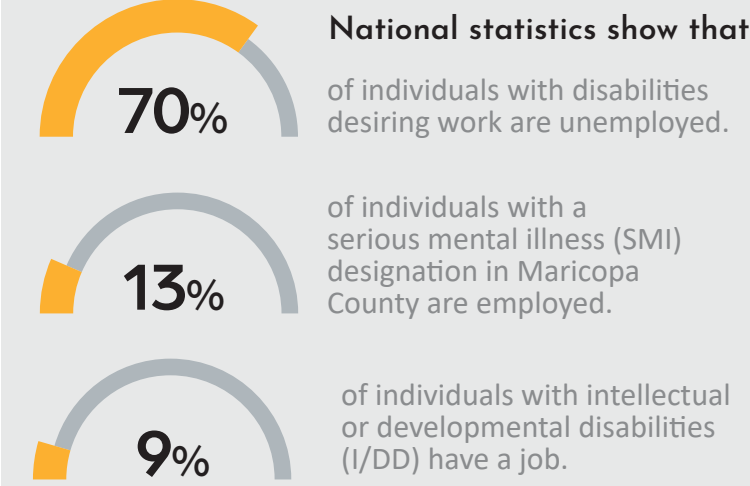 National statistics show that
70%
of individuals with disabilities
desiring work are unemployed.
13%
of individuals with a
serious mental illness (SMI)
designation in Maricopa
County are employed.
9%
of individuals with intellectual
or developmental disabilities
(I/DD) have a job.